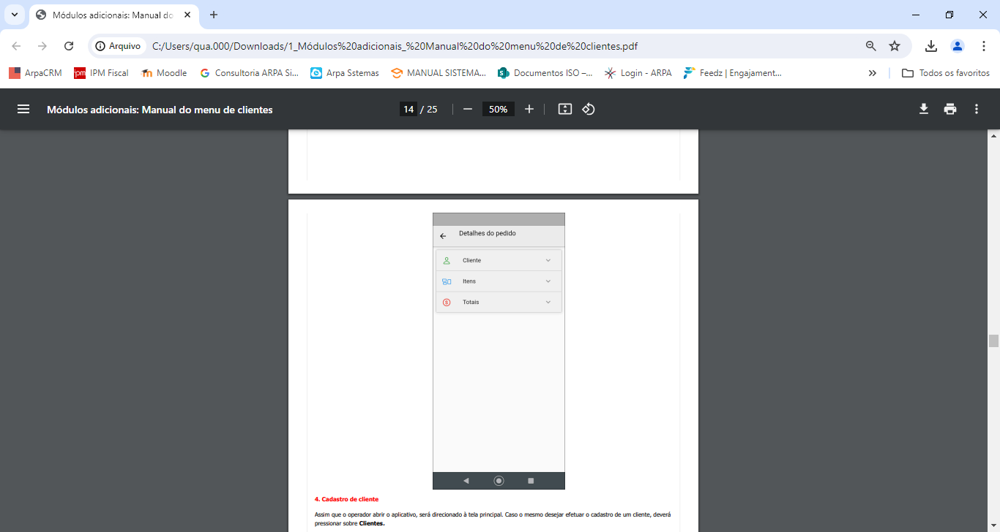 Módulos adicionais: Manual do
Arquivo
C:/Users/qua.000/Downloads/1_Módulos%20adicionais_%20Manual%20do%20menu%20de%20clientes.pdf
ArpaCRM
IPM Fiscal
Moodle
Consultoria ARPA Si...
Arpa Sstemas
MANUAL SISTEMA...
Documentos ISO –...
Login - ARPA
Feedz | Engajament...
Todos os favoritos
Módulos adicionais: Manual do menu de clientes
14 / 25
50%
Detalhes do pedido
Cliente
Itens
Totais
4. Cadastro de cliente
Assim que o operador abrir o aplicativo, será direcionado à tela principal. Caso o mesmo desejar efetuar o cadastro de um cliente, deverá
pressionar sobre Clientes.